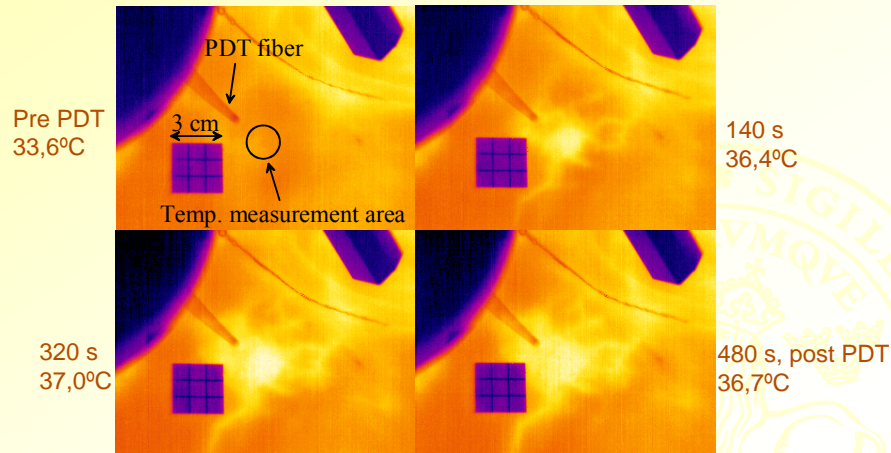 PDT fiber
Pre PDT
33,6ºC
3 cm
Temp. measurement area
140 s
36,4ºC
320 s
37,0ºC
480 s, post PDT
36,7ºC
SIGIL